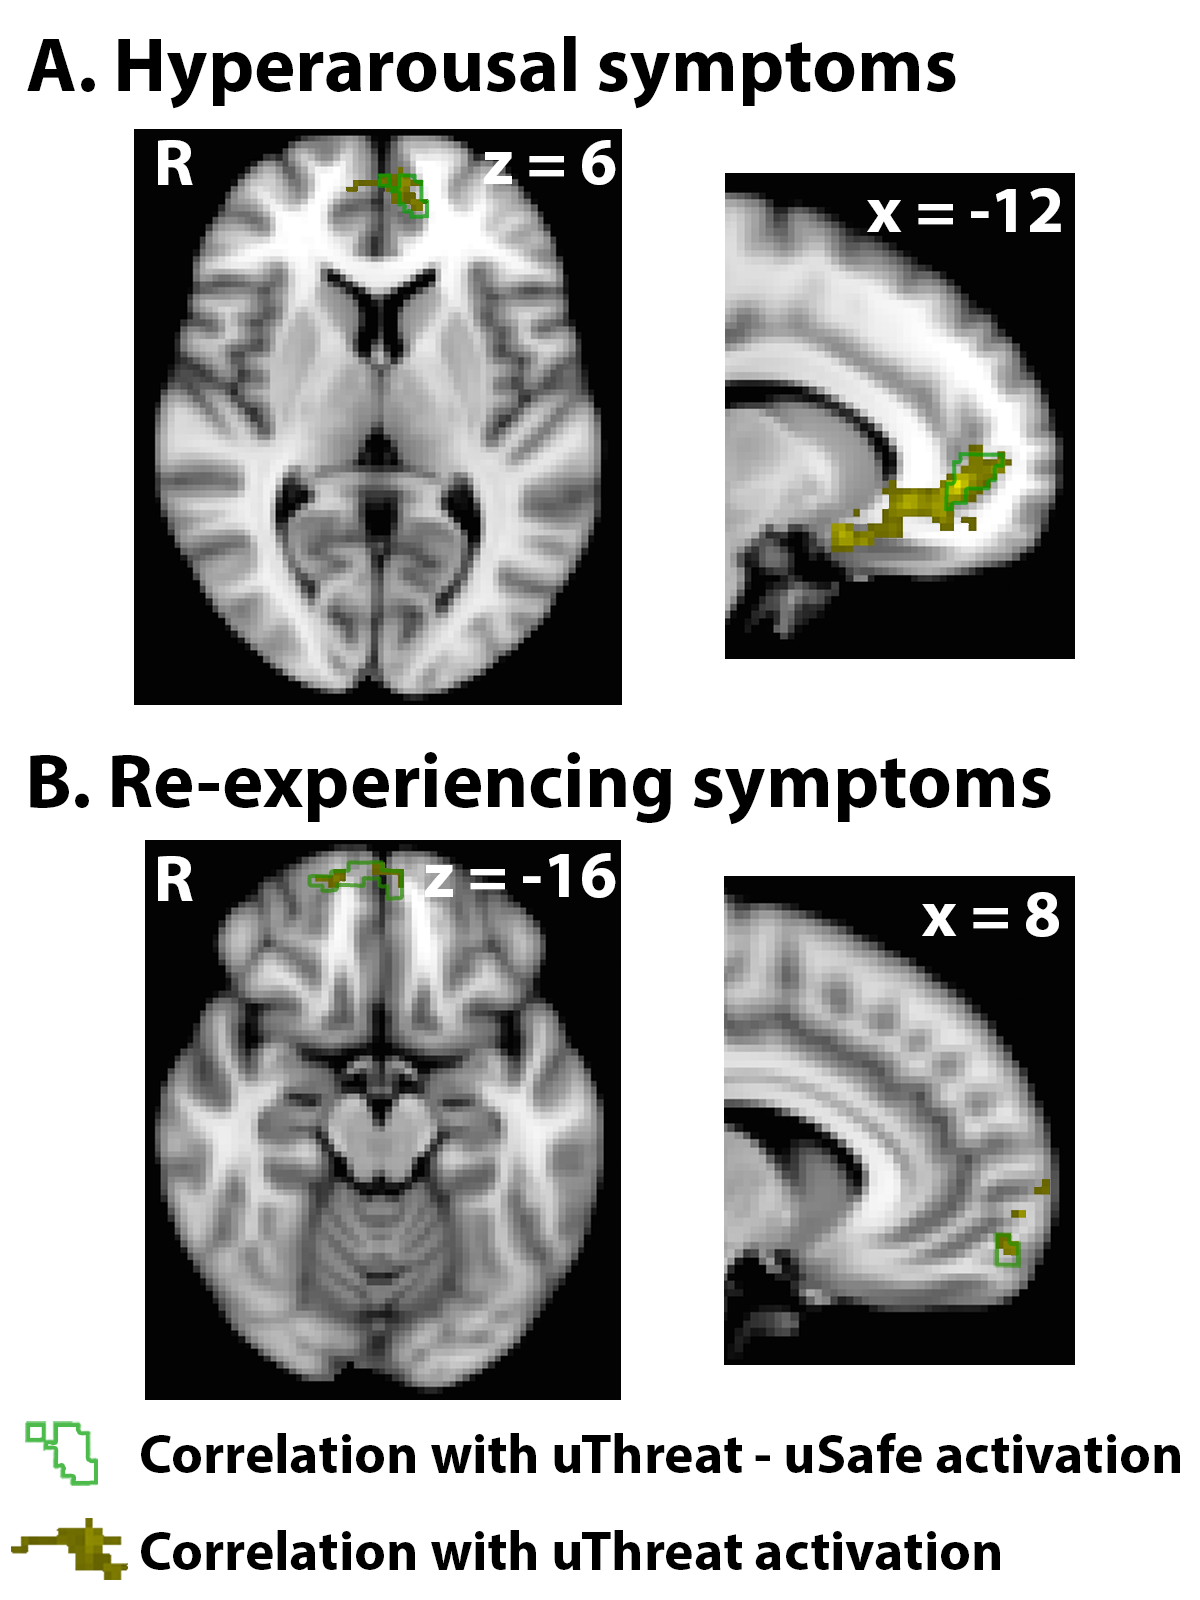 A. Hyperarousal symptoms
R
z = 6
x = -12
B. Re-experiencing symptoms
R
z = -16
x = 8
Correlation with uThreat - uSafe activation
Correlation with uThreat activation